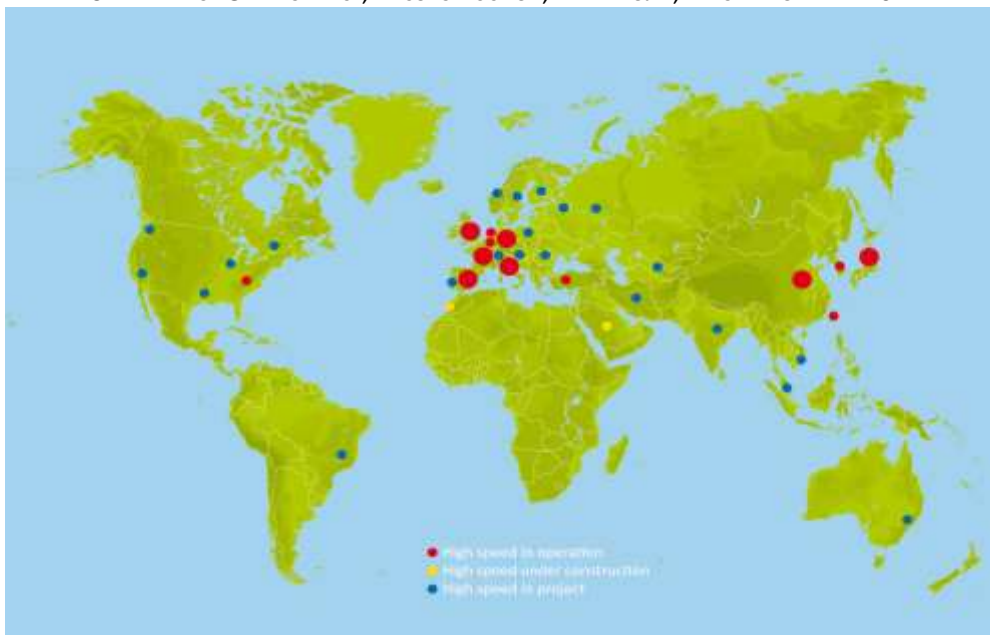 High speed in operation
High speed under construction
High speed in project